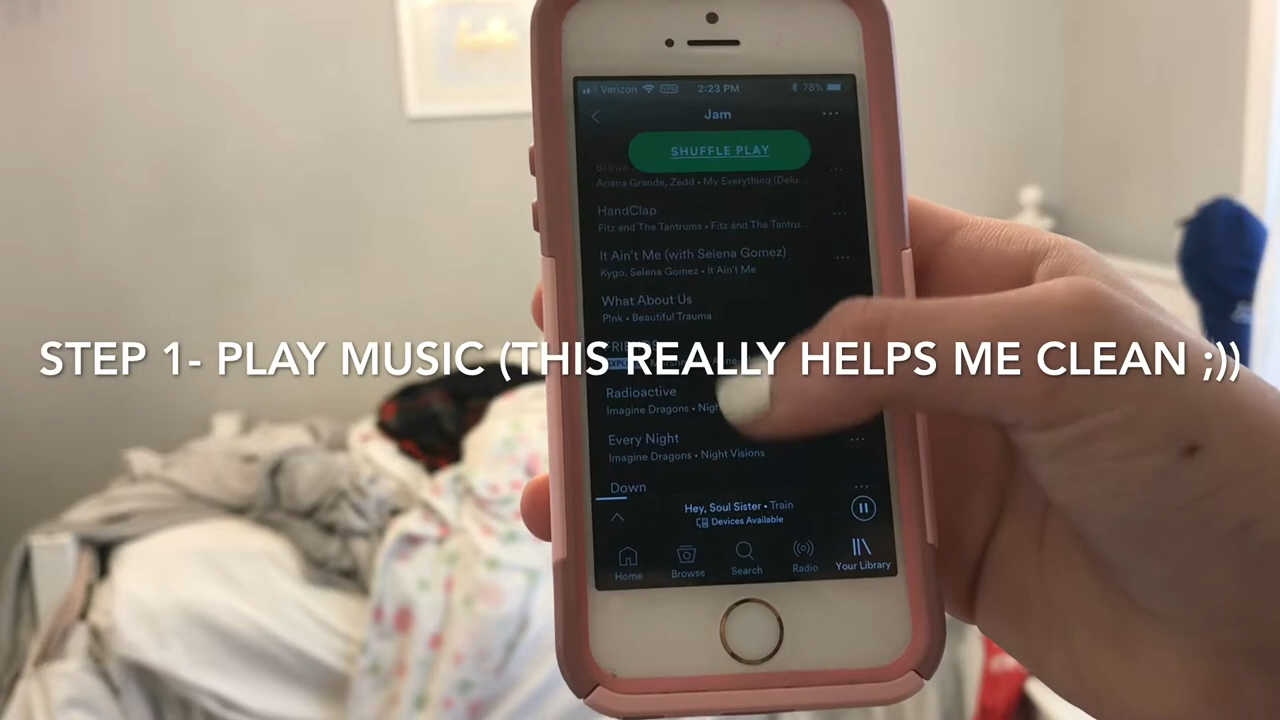 Verizon VPN 2:23 PM 78%
Jam
SHUFFLE PLAY
Ariana Grande, Zedd • My Everything (Delu...
HandClap
Fitz and The Tantrums • Fitz and The Tantru...
It Ain't Me (with Selena Gomez)
Kygo, Selena Gomez • It Ain't Me
What About Us
P!nk • Beautiful Trauma
STEP 1- PLAY MUSIC (THIS REALLY HELPS ME CLEAN ;))
Radioactive
Imagine Dragons •
Every Night
Imagine Dragons • Night Visions
Down
Hey, Soul Sister • Train
Devices Available
Home Browse Search Radio Your Library